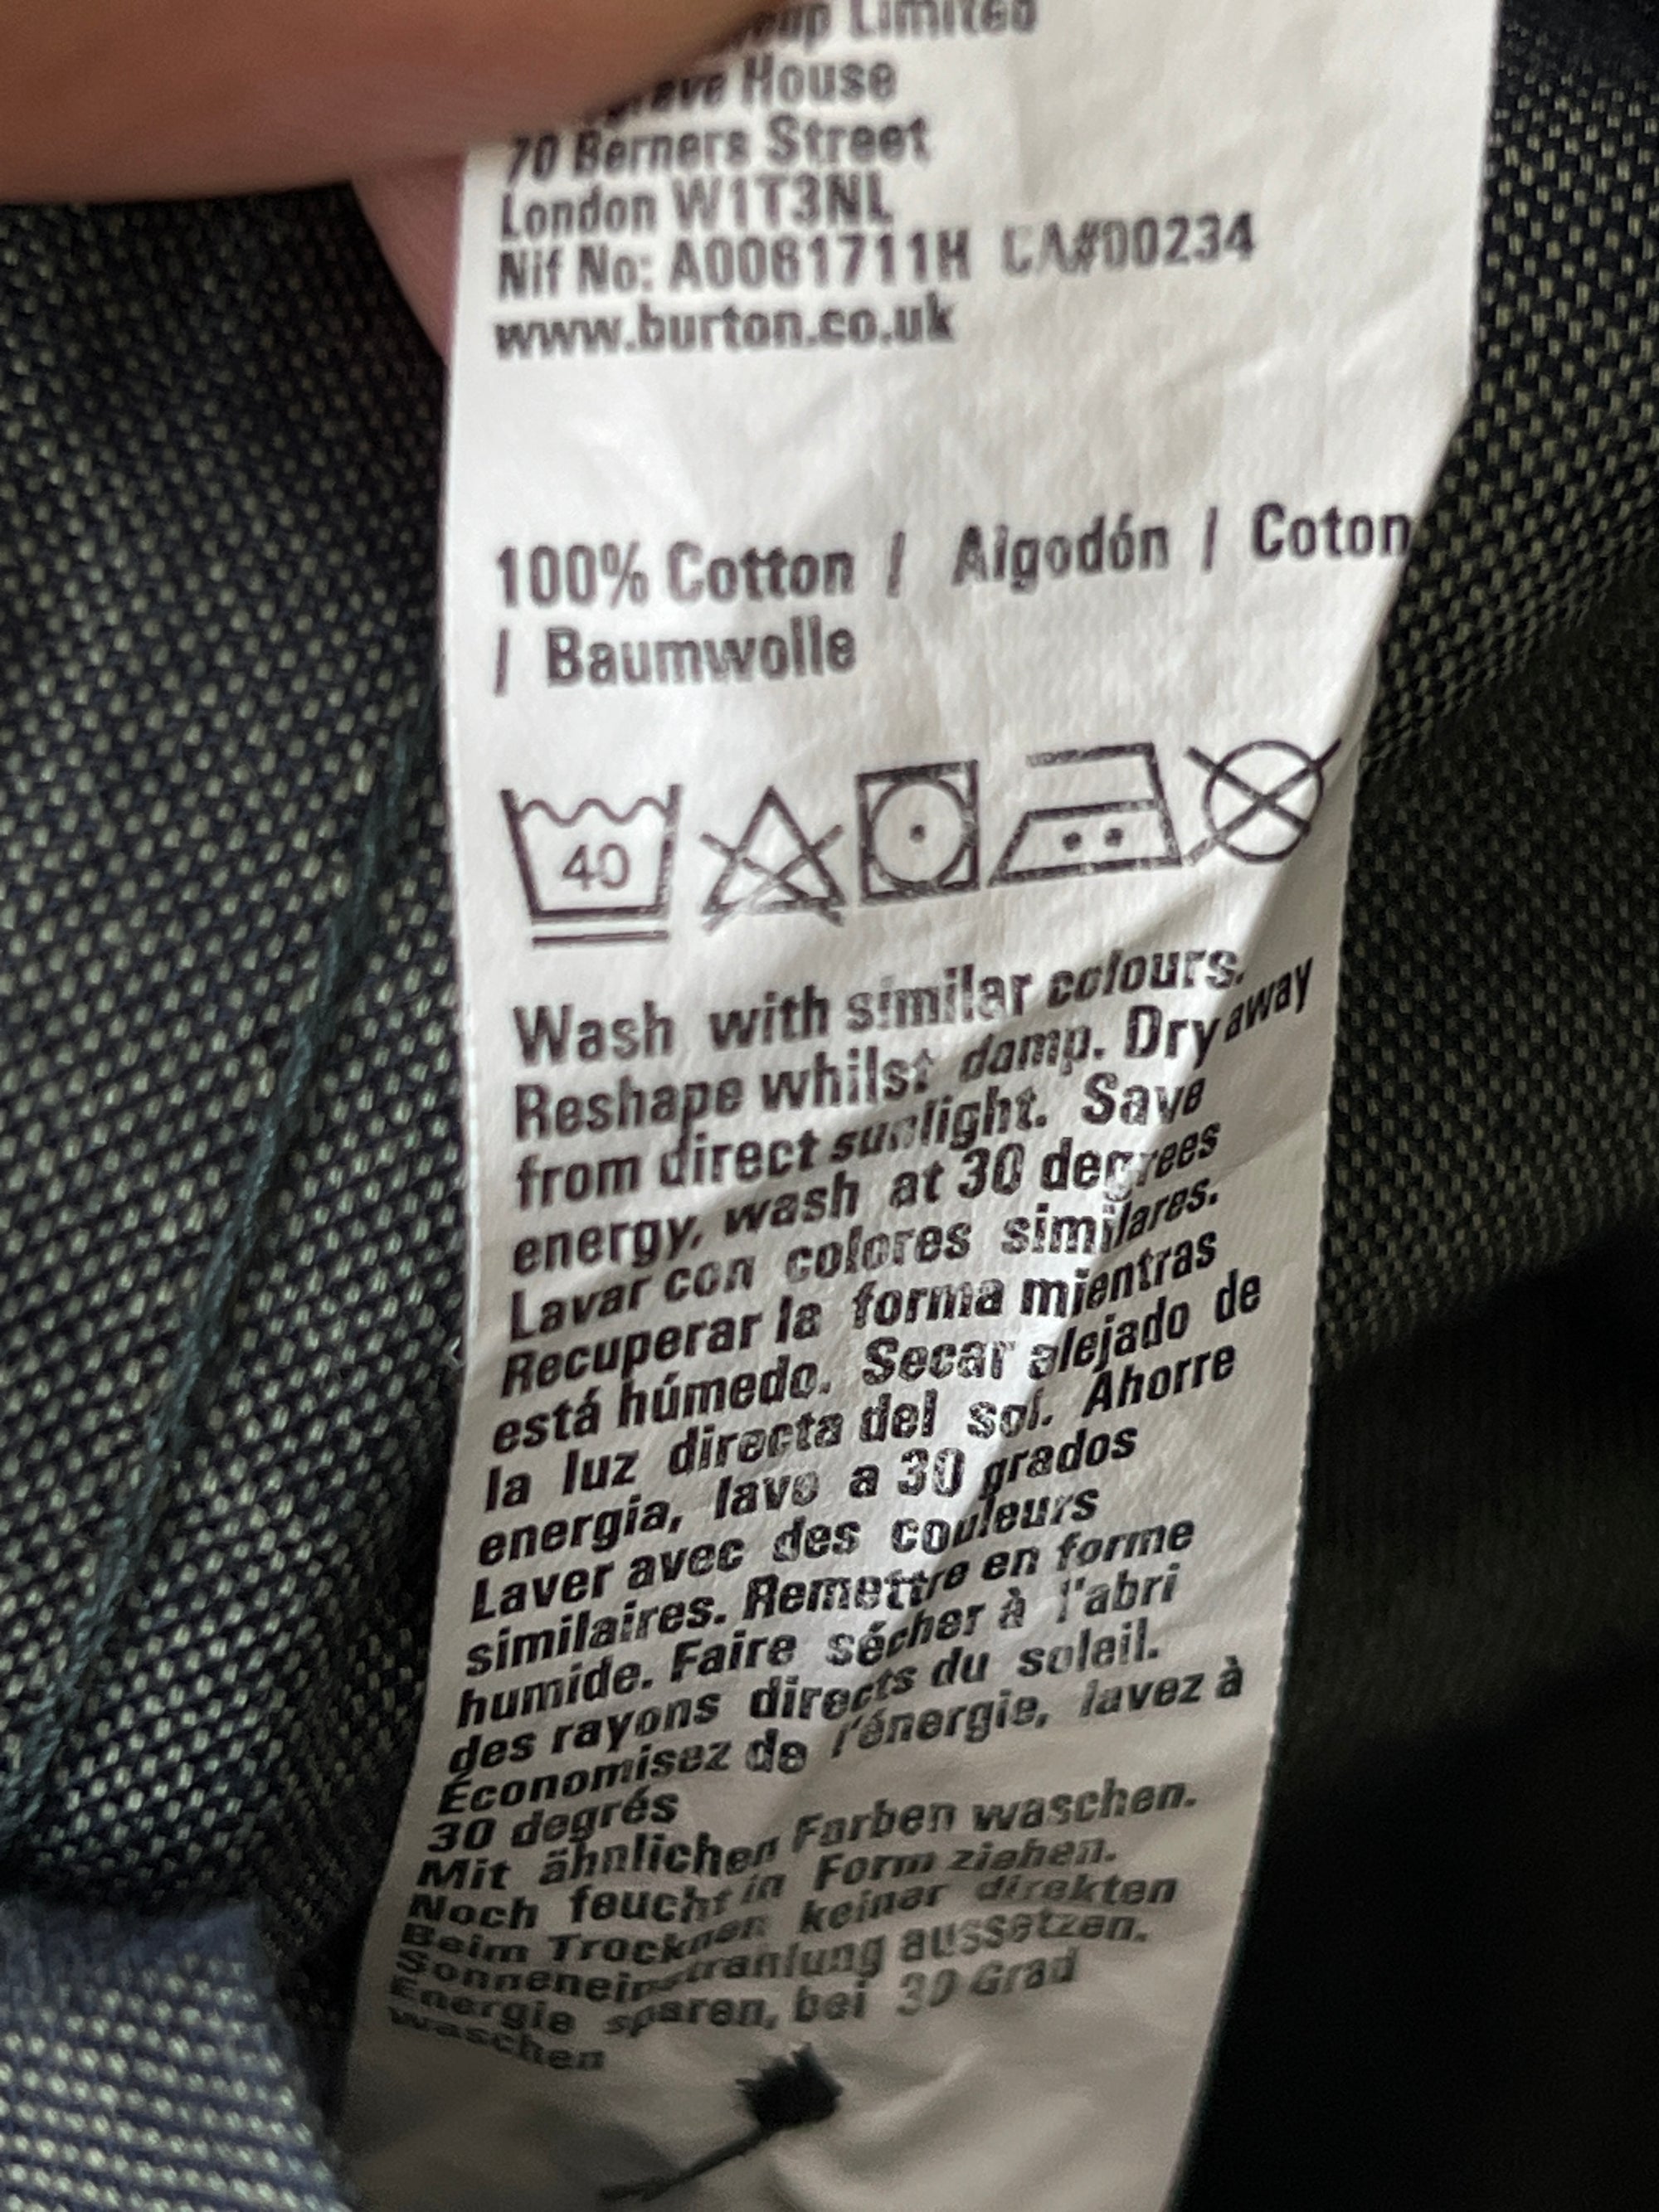 Limited
House
70 Berners Street
London W1T3NL
Nif No: A0061711H CA#00234
www.burton.co.uk
100% Cotton / Algodón / Coton
/ Baumwolle
40
Wash with similar colours.
Reshape whilst damp. Dry away
from direct sunlight. Save
energy, wash at 30 degrees
Lavar con colores similares.
Recuperar la forma mientras
está húmedo. Secar alejado de
la luz directa del sol. Ahorre
energia, lave a 30 grados
Laver avec des couleurs
similaires. Remettre en forme
humide. Faire sécher à l'abri
des rayons directs du soleil.
Économisez de l'énergie, lavez à
30 degrés
Mit ähnlichen Farben waschen.
Noch feucht in Form ziehen.
Beim Trocknen keiner direkten
Sonneneinstrahlung aussetzen.
Energie sparen, bei 30 Grad
waschen